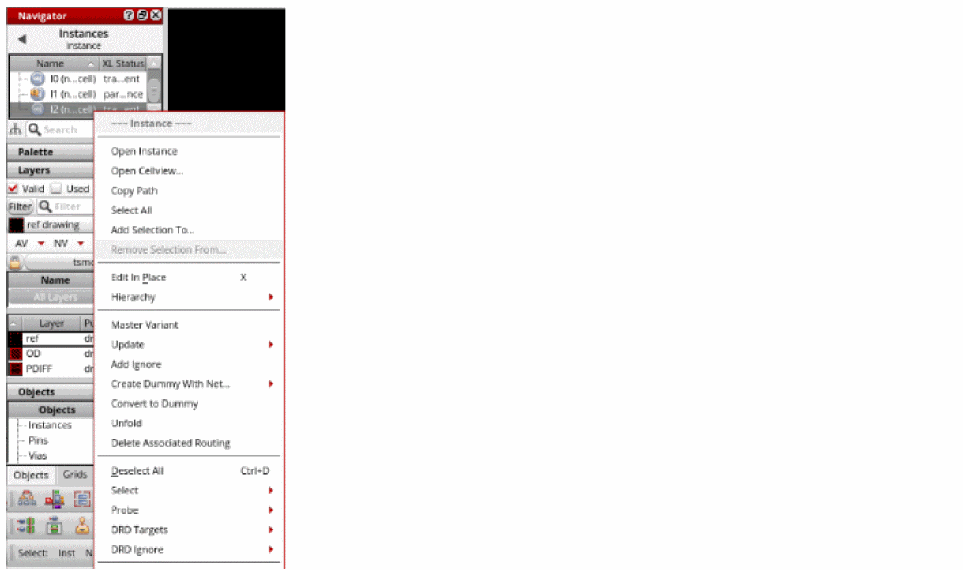 Navigator
Instances
instance
Name XL Status
I0 (n...cell) tra...ent
I1 (n...cell) par...nce
I2 (n...cell) tra...ent
Search
---- Instance ----
Open Instance
Palette
Layers
Open Cellview...
Valid Used
Copy Path
Filter Filter
Select All
ref drawing
Add Selection To...
AV NV
Remove Selection From...
tsmc
Name
Edit In Place X
All Layers
Hierarchy
Layer Pu
Master Variant
ref dr
Update
OD dr
Add Ignore
PDIFF dr
Create Dummy With Net...
Objects
Convert to Dummy
Objects
Unfold
Instances
Pins
Delete Associated Routing
Vias
Objects Grids
Deselect All Ctrl+D
Select
Probe
DRD Targets
Select: Inst N
DRD Ignore